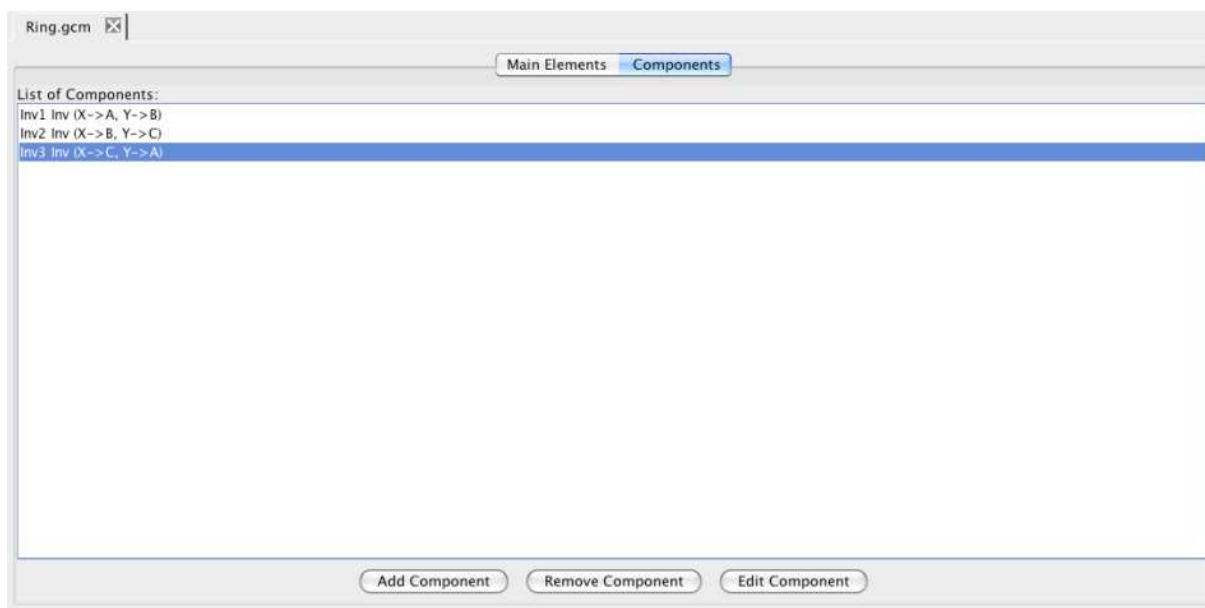 Ring.gcm
Main Elements Components
List of Components:
Inv1 Inv (X->A, Y->B)
Inv2 Inv (X->B, Y->C)
Inv3 Inv (X->C, Y->A)
Add Component Remove Component Edit Component